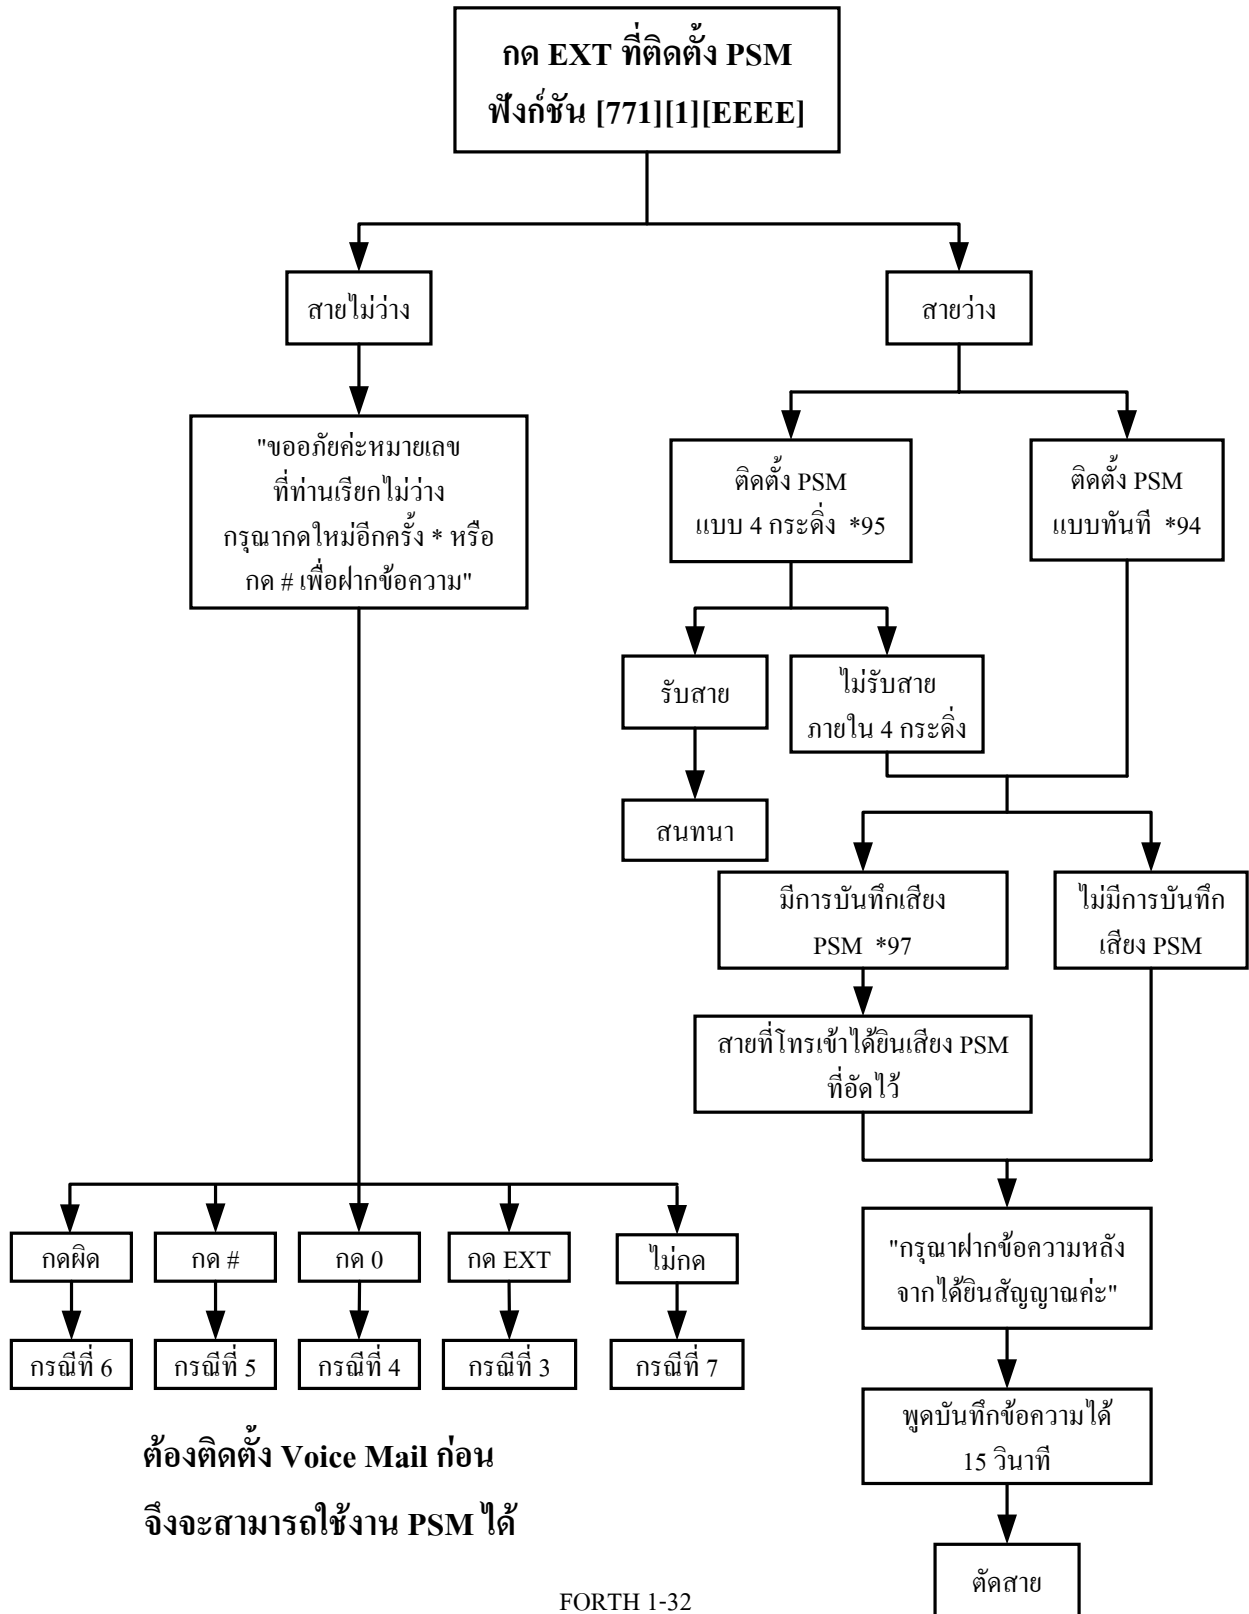 กด EXT ที่ติดตั้ง PSM
ฟังก์ชัน [771][1][EEEE]
สายไม่ว่าง
สายว่าง
"ขออภัยค่ะหมายเลข
ที่ท่านเรียกไม่ว่าง
กรุณากดใหม่อีกครั้ง * หรือ
กด # เพื่อฝากข้อความ"
ติดตั้ง PSM
แบบ 4 กระดิ่ง *95
ติดตั้ง PSM
แบบทันที *94
รับสาย
ไม่รับสาย
ภายใน 4 กระดิ่ง
สนทนา
มีการบันทึกเสียง
PSM *97
ไม่มีการบันทึก
เสียง PSM
สายที่โทรเข้าได้ยินเสียง PSM
ที่อัดไว้
กดผิด
กด #
กด 0
กด EXT
ไม่กด
"กรุณาฝากข้อความหลัง
จากได้ยินสัญญาณค่ะ"
กรณีที่ 6
กรณีที่ 5
กรณีที่ 4
กรณีที่ 3
กรณีที่ 7
พูดบันทึกข้อความได้
15 วินาที
ต้องติดตั้ง Voice Mail ก่อน
จึงจะสามารถใช้งาน PSM ได้
ตัดสาย
FORTH 1-32